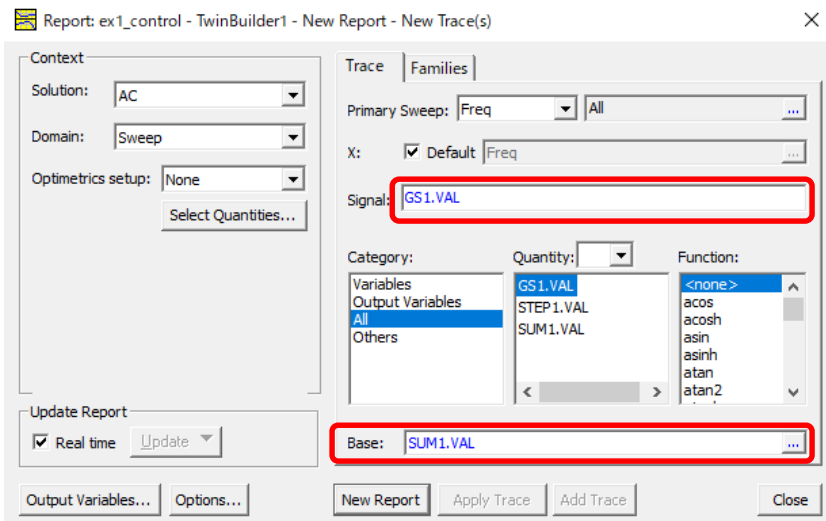 Report: ex1_control - TwinBuilder1 - New Report - New Trace(s)
Context
Solution: AC
Domain: Sweep
Optimetrics setup: None
Select Quantities...
Update Report
Real time Update
Output Variables... Options...
Trace Families
Primary Sweep: Freq All ...
X: Default Freq ...
Signal: GS1.VAL
Category: Quantity: Function:
Variables
Output Variables
All
Others
GS1.VAL
STEP1.VAL
SUM1.VAL
<none>
acos
acosh
asin
asinh
atan
atan2
Base: SUM1.VAL ...
New Report Apply Trace Add Trace Close